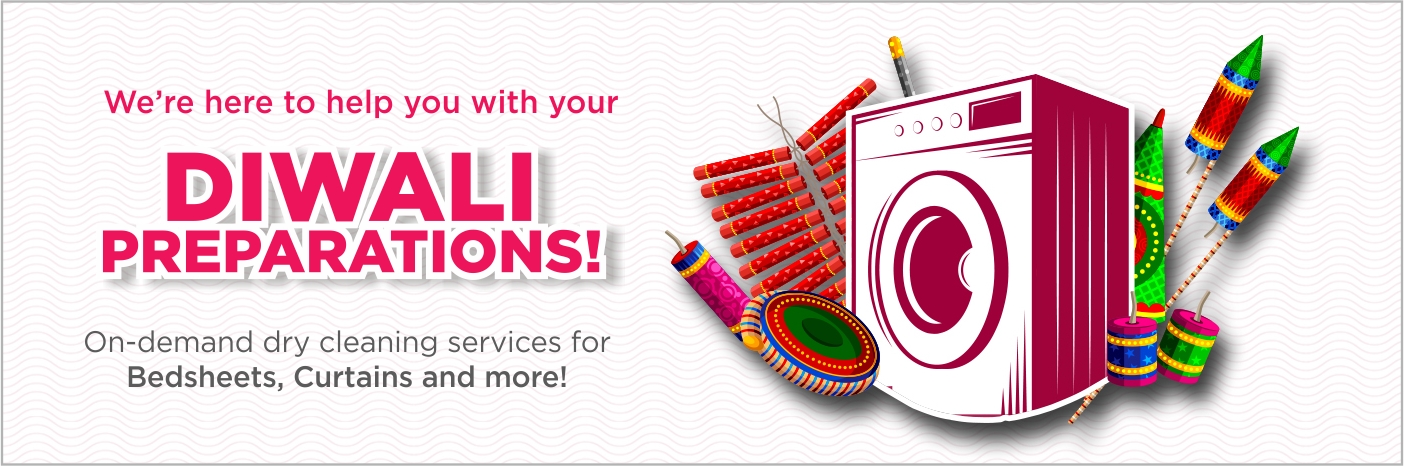 We’re here to help you with your
DIWALI
PREPARATIONS!
On-demand dry cleaning services for
Bedsheets, Curtains and more!